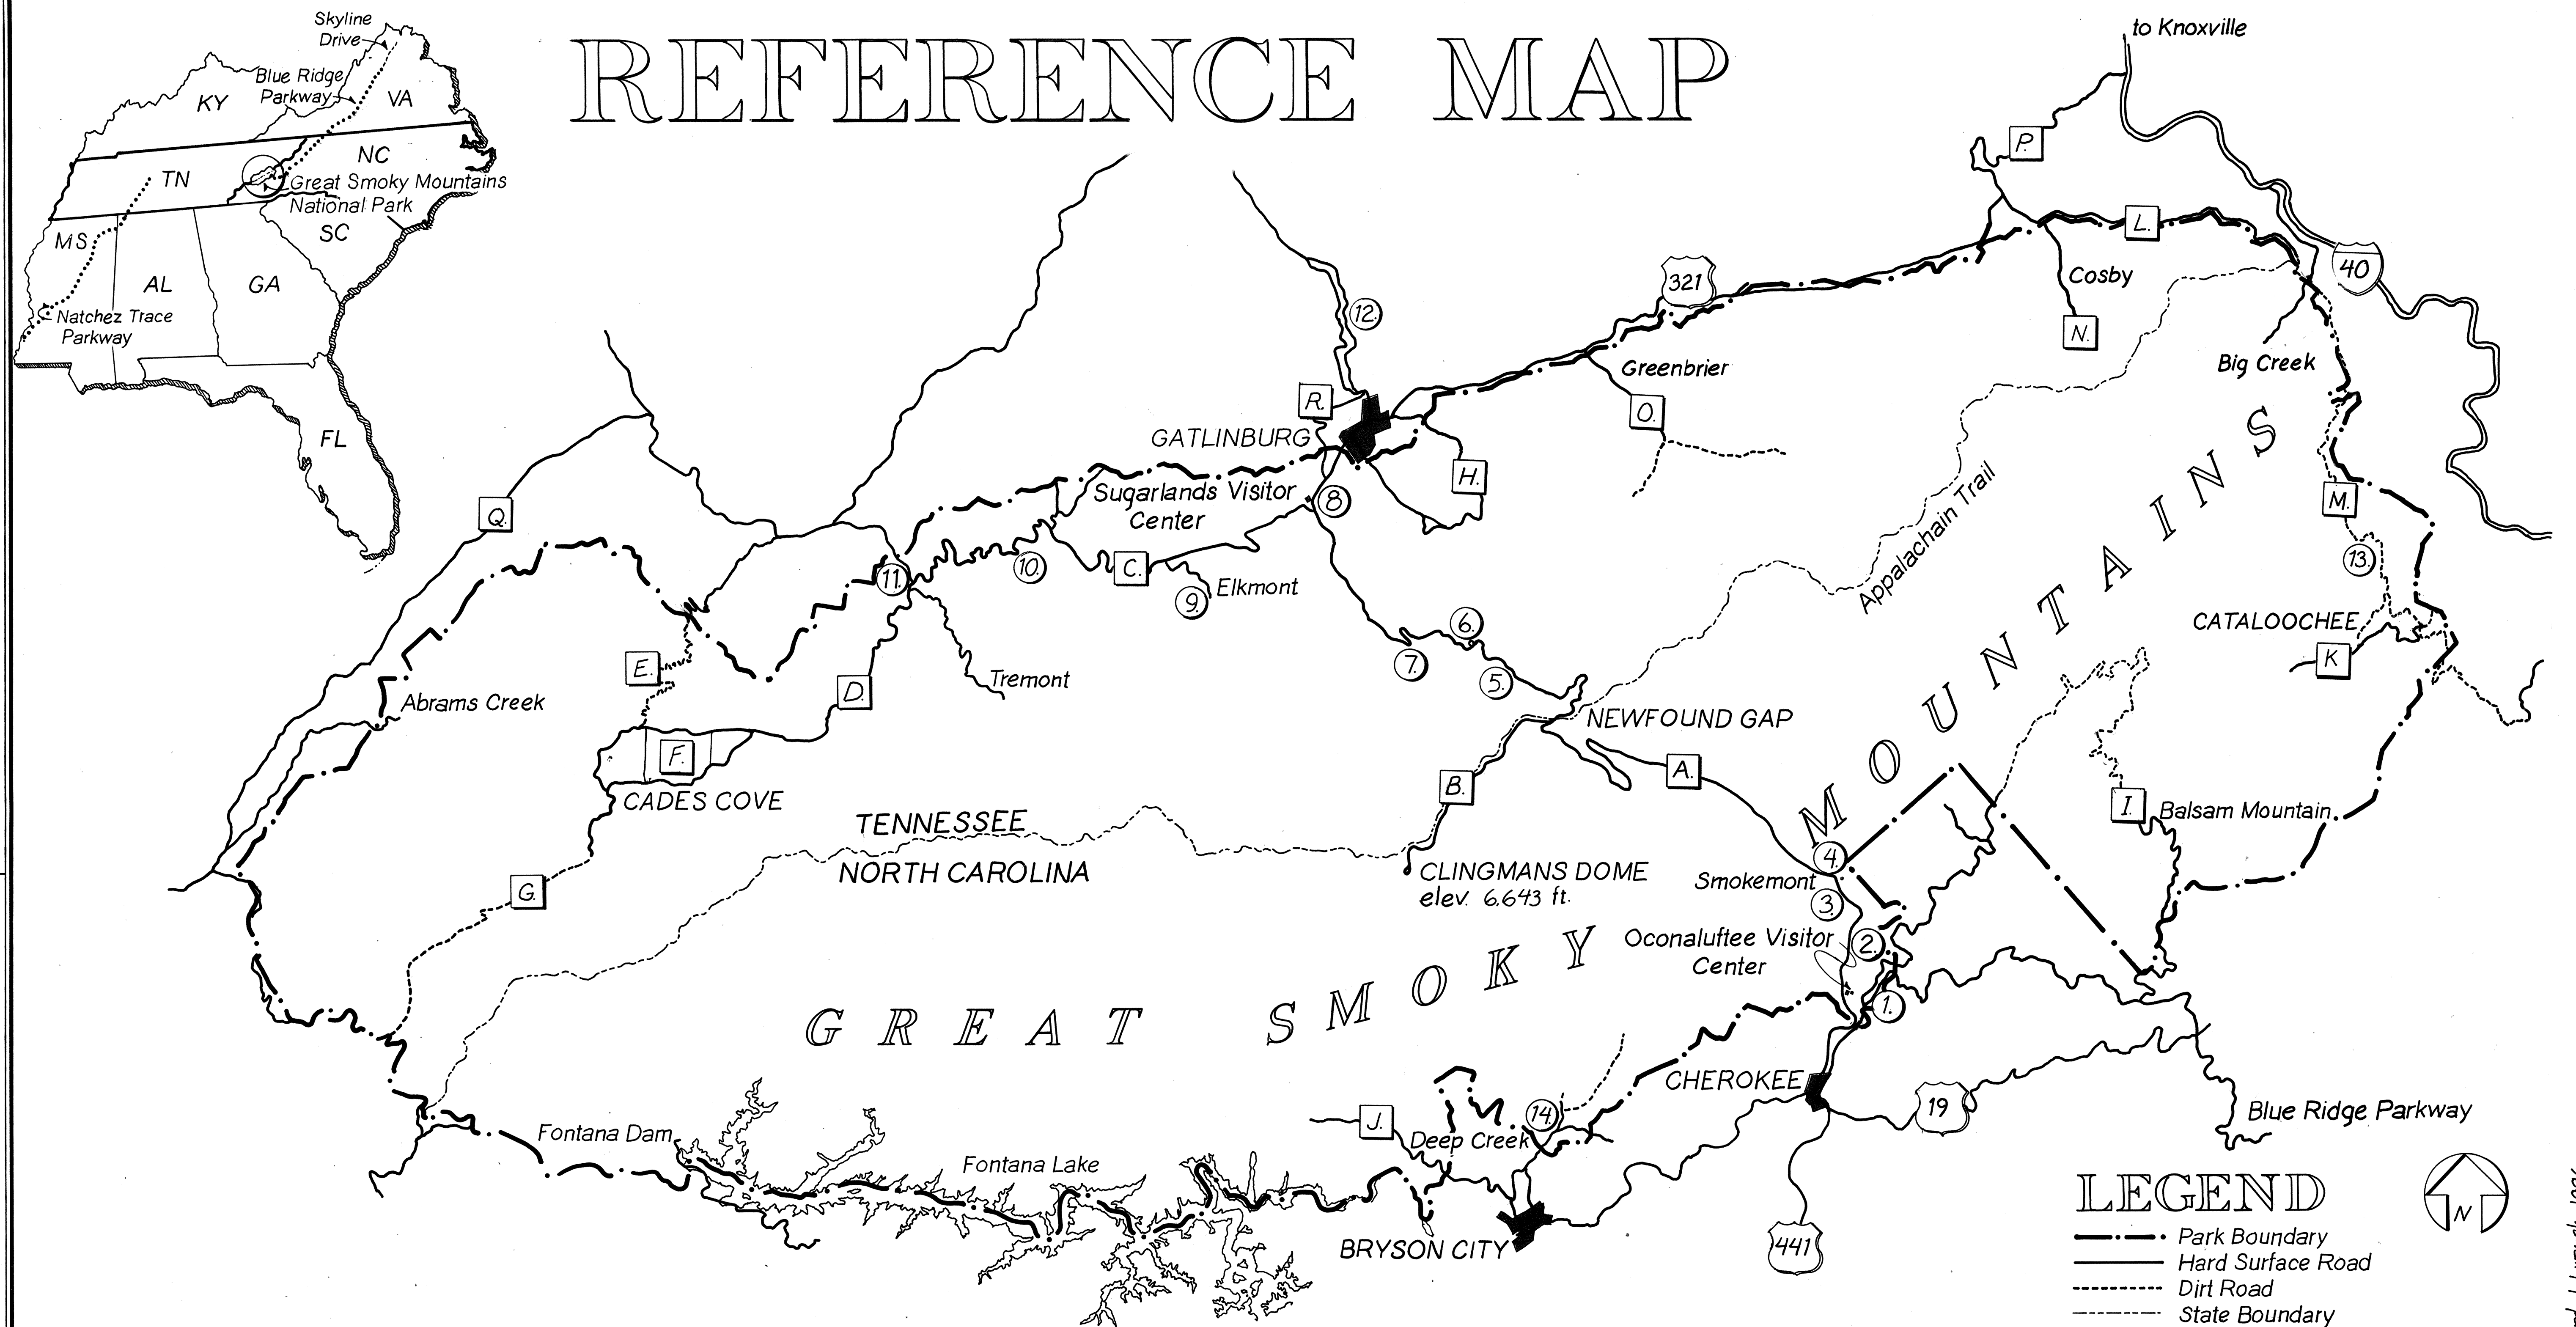 REFERENCE MAP
Skyline
Drive
Blue Ridge
Parkway
KY
VA
NC
TN
Great Smoky Mountains
National Park
SC
MS
AL
GA
Natchez Trace
Parkway
FL
to Knoxville
P.
L.
40
321
Cosby
N.
12.
Big Creek
Greenbrier
O.
R.
GATLINBURG
H.
Sugarlands Visitor
Center
8
M.
Q.
Appalachain Trail
13.
11.
10.
C.
9.
Elkmont
CATALOOCHEE
K
6.
7.
5.
E.
D.
Tremont
Abrams Creek
NEWFOUND GAP
F.
CADES COVE
A.
B.
I.
Balsam Mountain
TENNESSEE
NORTH CAROLINA
CLINGMANS DOME
elev. 6,643 ft.
4.
Smokemont
3.
G.
Oconaluftee Visitor
Center
2.
1.
GREAT SMOKY MOUNTAINS
CHEROKEE
19
J.
Deep Creek
14.
Fontana Dam
Fontana Lake
Blue Ridge Parkway
BRYSON CITY
441
LEGEND
N
Park Boundary
Hard Surface Road
Dirt Road
State Boundary